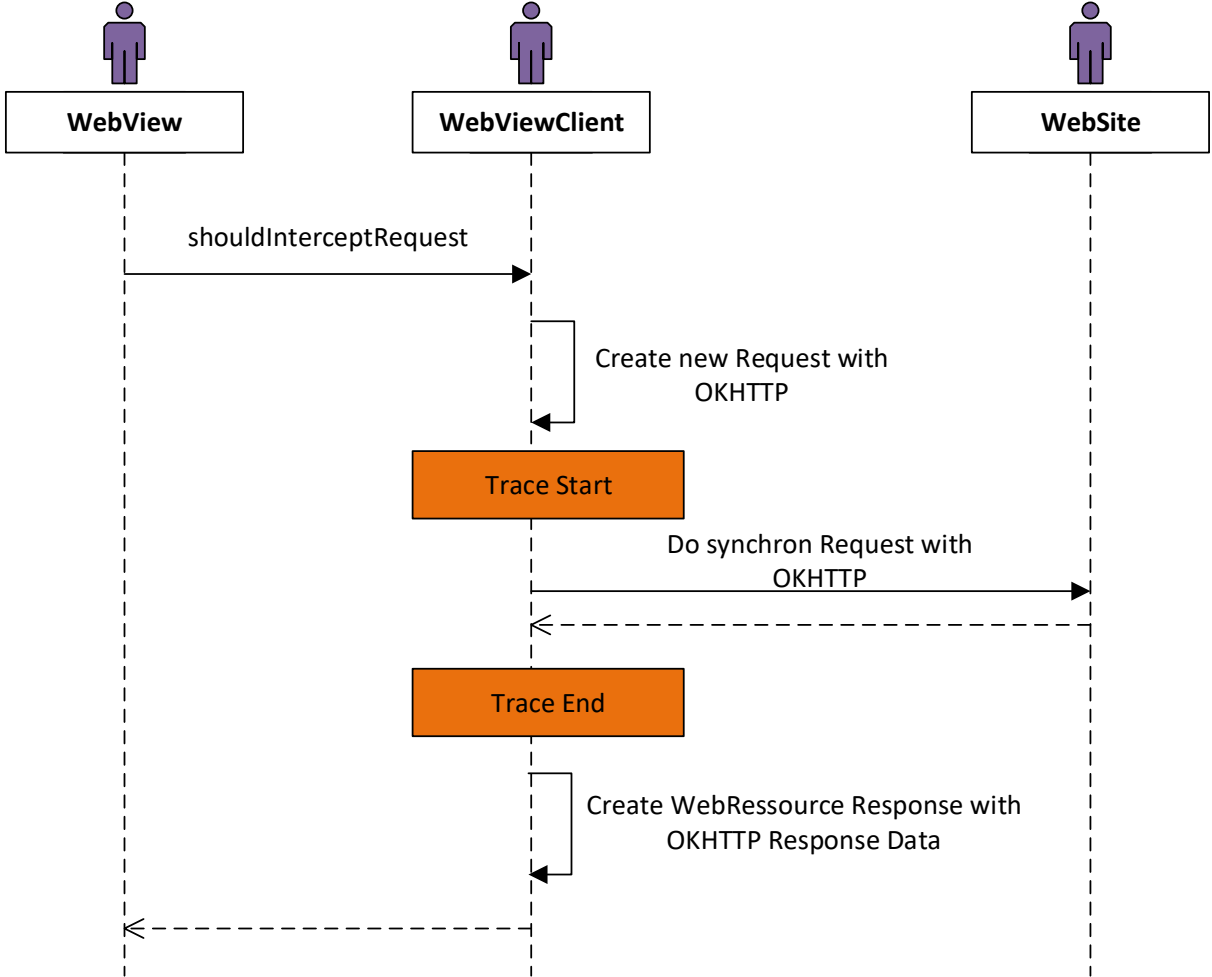 WebView
WebViewClient
WebSite
shouldInterceptRequest
Create new Request with
OKHTTP
Trace Start
Do synchron Request with
OKHTTP
Trace End
Create WebRessource Response with
OKHTTP Response Data